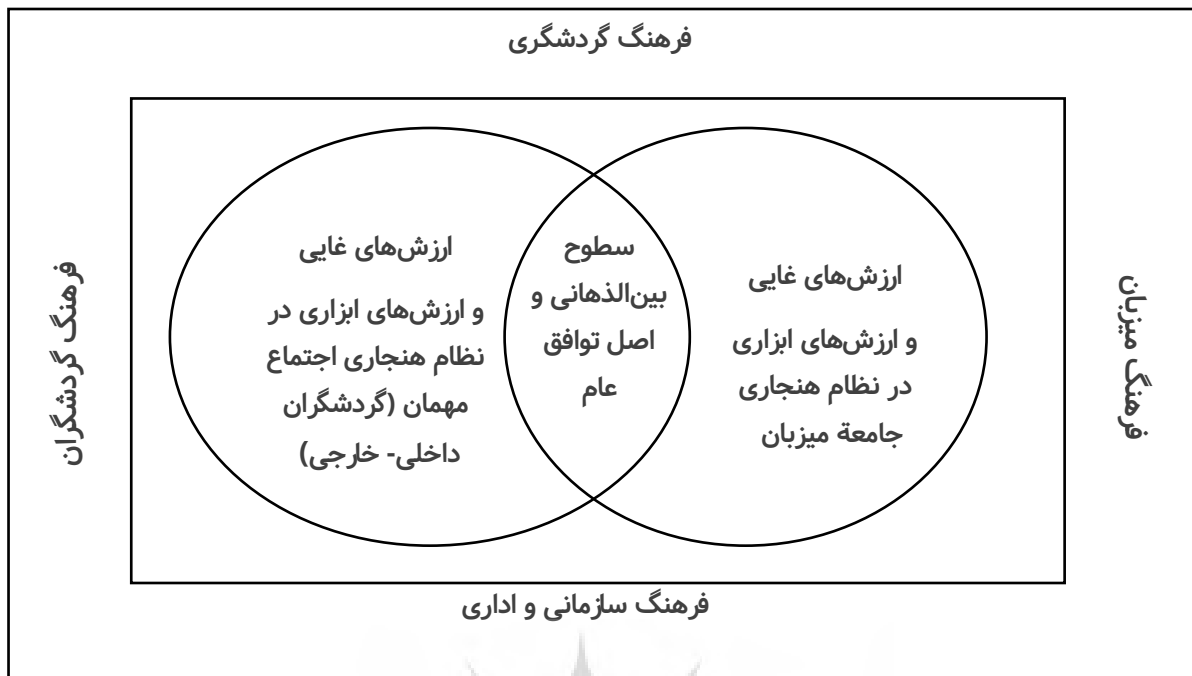 فرهنگ گردشگری
فرهنگ میزبان
ارزش‌های غایی
و ارزش‌های ابزاری
در نظام هنجاری
جامعة میزبان
سطوح
بین‌الذهانی و
اصل توافق
عام
ارزش‌های غایی
و ارزش‌های ابزاری در
نظام هنجاری اجتماع
مهمان (گردشگران
داخلی- خارجی)
فرهنگ گردشگران
فرهنگ سازمانی و اداری